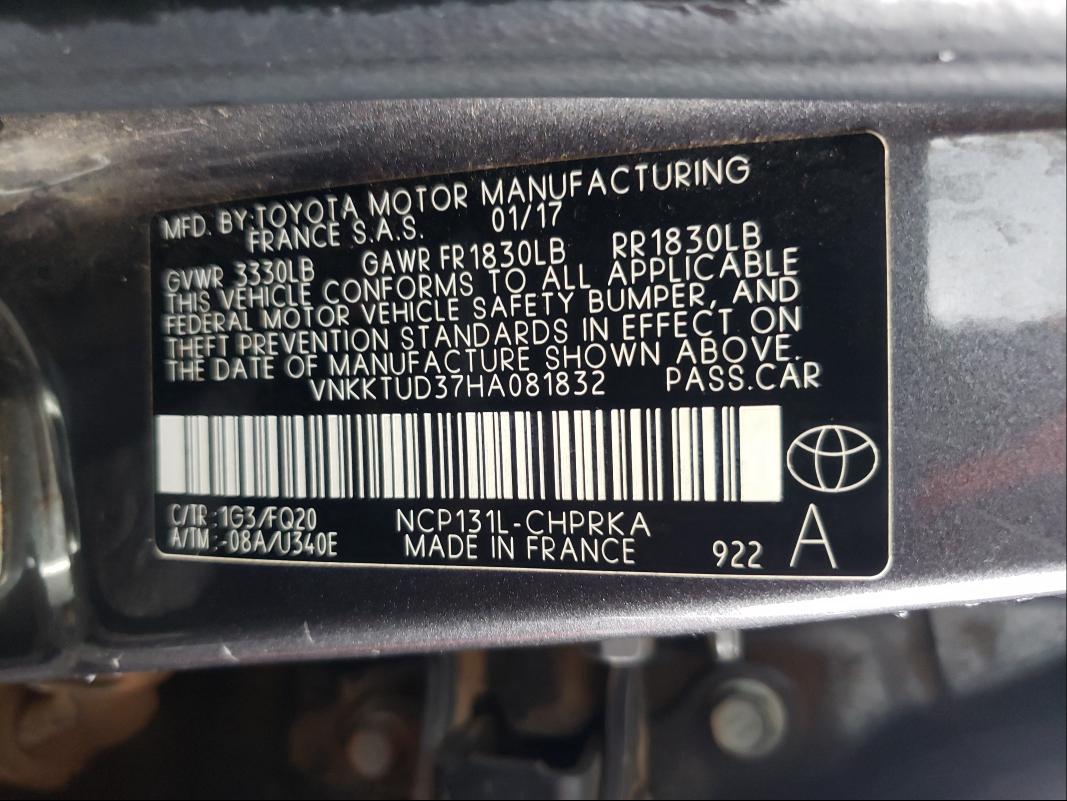 MFD. BY: TOYOTA MOTOR MANUFACTURING
FRANCE S.A.S. 01/17
GVWR 3330LB GAWR FR1830LB RR1830LB
THIS VEHICLE CONFORMS TO ALL APPLICABLE
FEDERAL MOTOR VEHICLE SAFETY BUMPER, AND
THEFT PREVENTION STANDARDS IN EFFECT ON
THE DATE OF MANUFACTURE SHOWN ABOVE.
VNKKTUD37HA081832 PASS.CAR
C/TR :1G3/FQ20 NCP131L-CHPRKA
A/TM :-08A/U340E MADE IN FRANCE 922 A